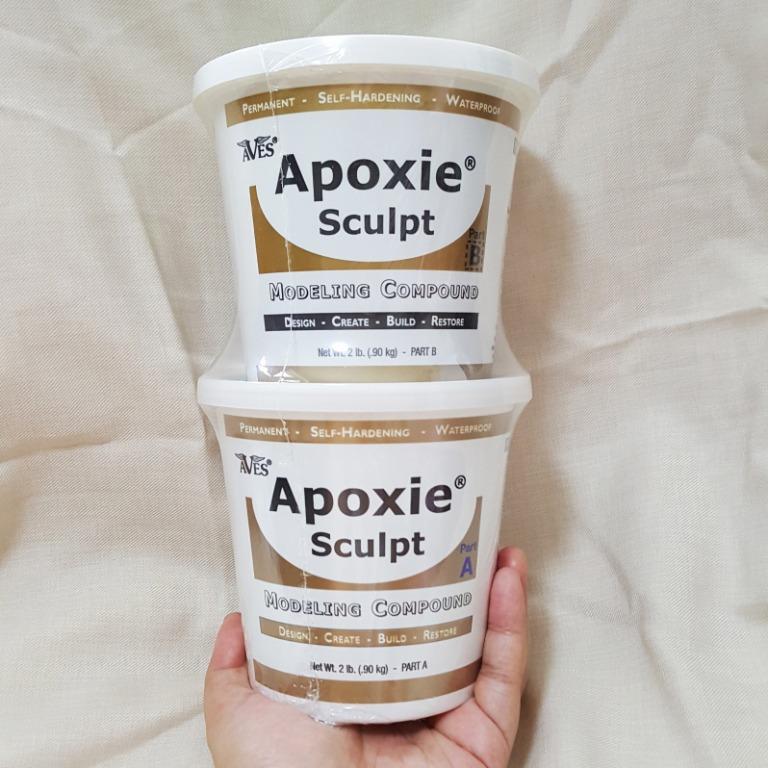 PERMANENT - SELF-HARDENING - WATERPROOF
AVES®
Apoxie®
Sculpt
Part
B
MODELING COMPOUND
DESIGN - CREATE - BUILD - RESTORE
Net Wt. 2 lb. (.90 kg) - PART B
PERMANENT - SELF-HARDENING - WATERPROOF
AVES®
Apoxie®
Sculpt
Part
A
MODELING COMPOUND
DESIGN - CREATE - BUILD - RESTORE
Net Wt. 2 lb. (.90 kg) - PART A